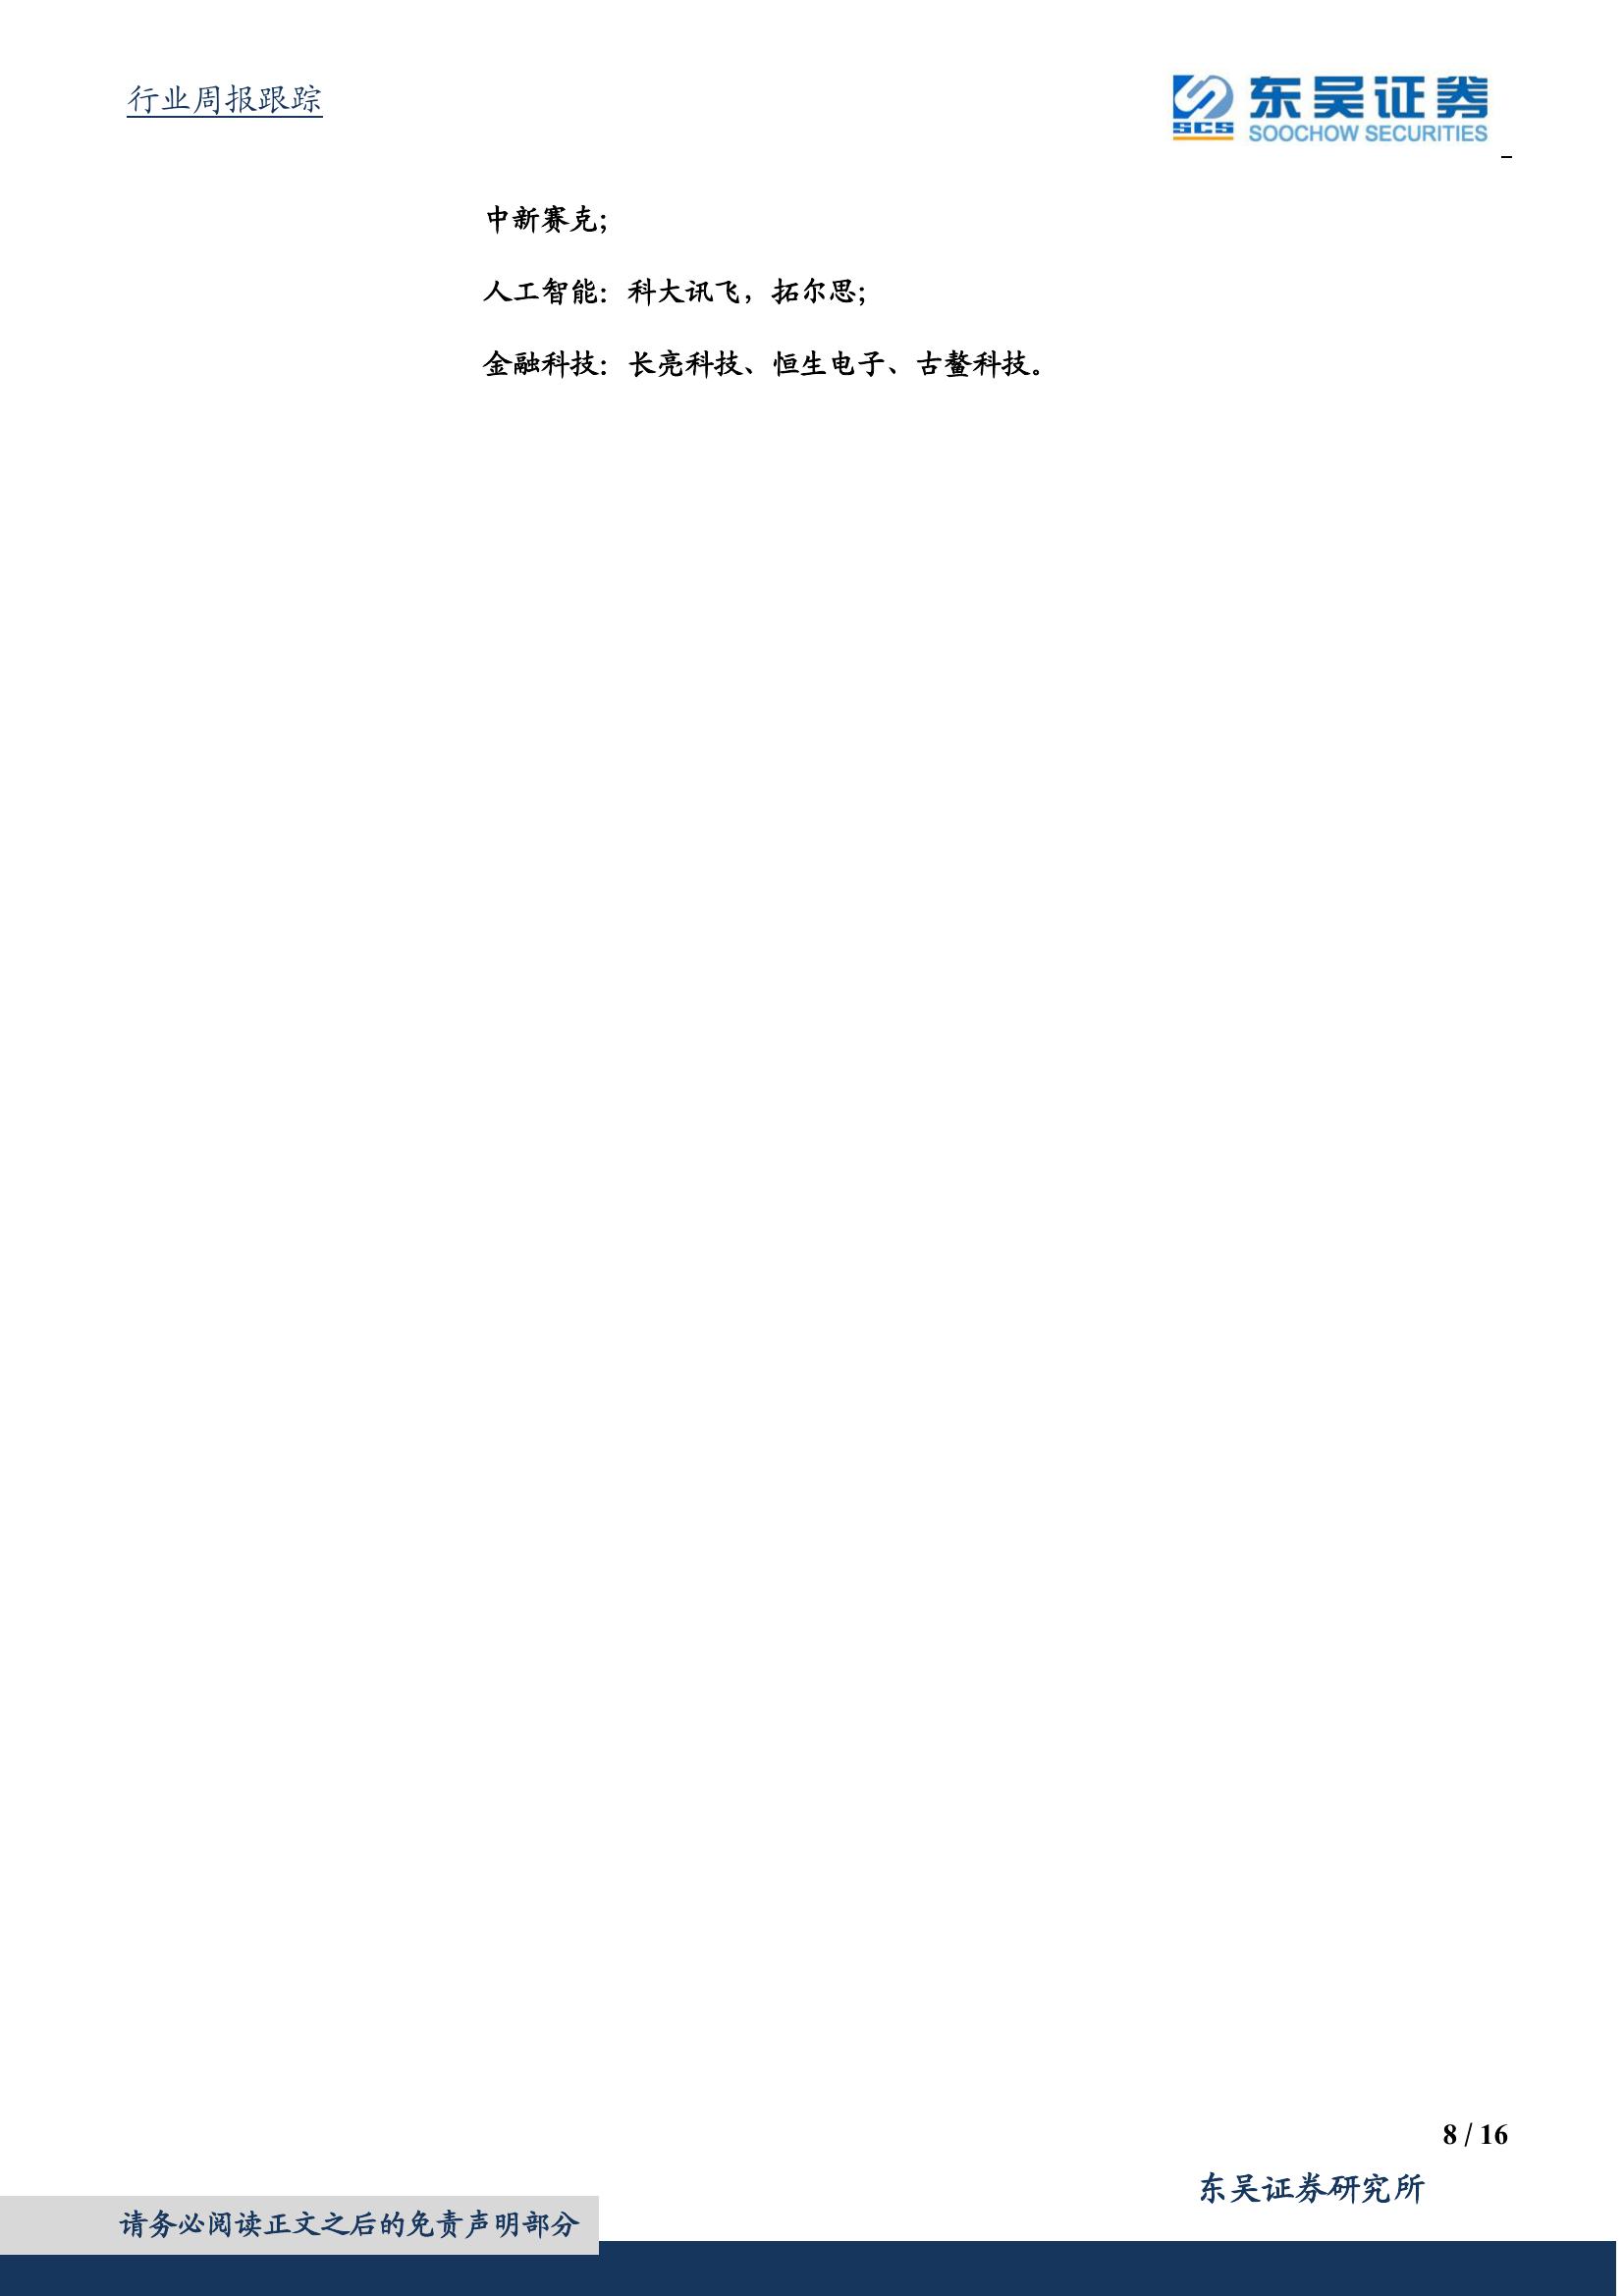 行业周报跟踪
东吴证券
SCS
SOOCHOW SECURITIES
中新赛克；
人工智能：科大讯飞，拓尔思；
金融科技：长亮科技、恒生电子、古鳌科技。
8 / 16
东吴证券研究所
请务必阅读正文之后的免责声明部分